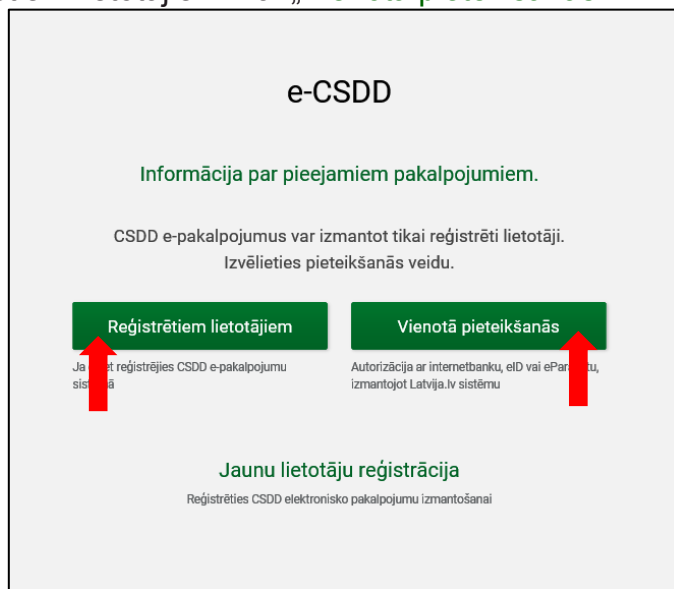 e-CSDD
Informācija par pieejamiem pakalpojumiem.
CSDD e-pakalpojumus var izmantot tikai reģistrēti lietotāji.
Izvēlieties pieteikšanās veidu.
Reģistrētiem lietotājiem
Vienotā pieteikšanās
Ja reģistrējies CSDD e-pakalpojumu
Autorizācija ar internetbanku, eID vai
izmantojot Latvija.lv sistēmu
Jaunu lietotāju reģistrācija
Reģistrēties CSDD elektronisko pakalpojumu izmantošanai